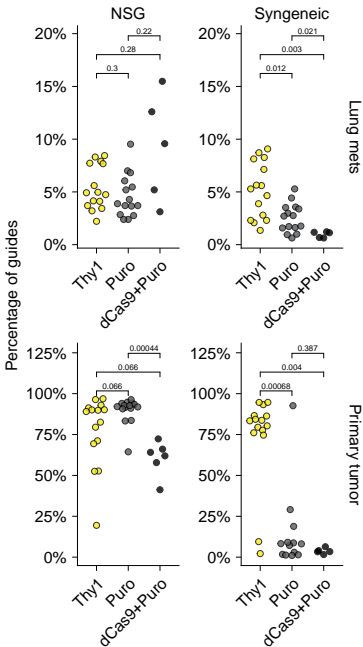 NSG
Syngeneic
20%
15%
10%
5%
0%
0.22
0.28
0.3
Thy1
Puro
dCas9+Puro
20%
15%
10%
5%
0%
0.021
0.003
0.012
Thy1
Puro
dCas9+Puro
Lung mets
Percentage of guides
125%
100%
75%
50%
25%
0%
0.00044
0.066
0.066
Thy1
Puro
dCas9+Puro
125%
100%
75%
50%
25%
0%
0.387
0.004
0.00068
Thy1
Puro
dCas9+Puro
Primary tumor